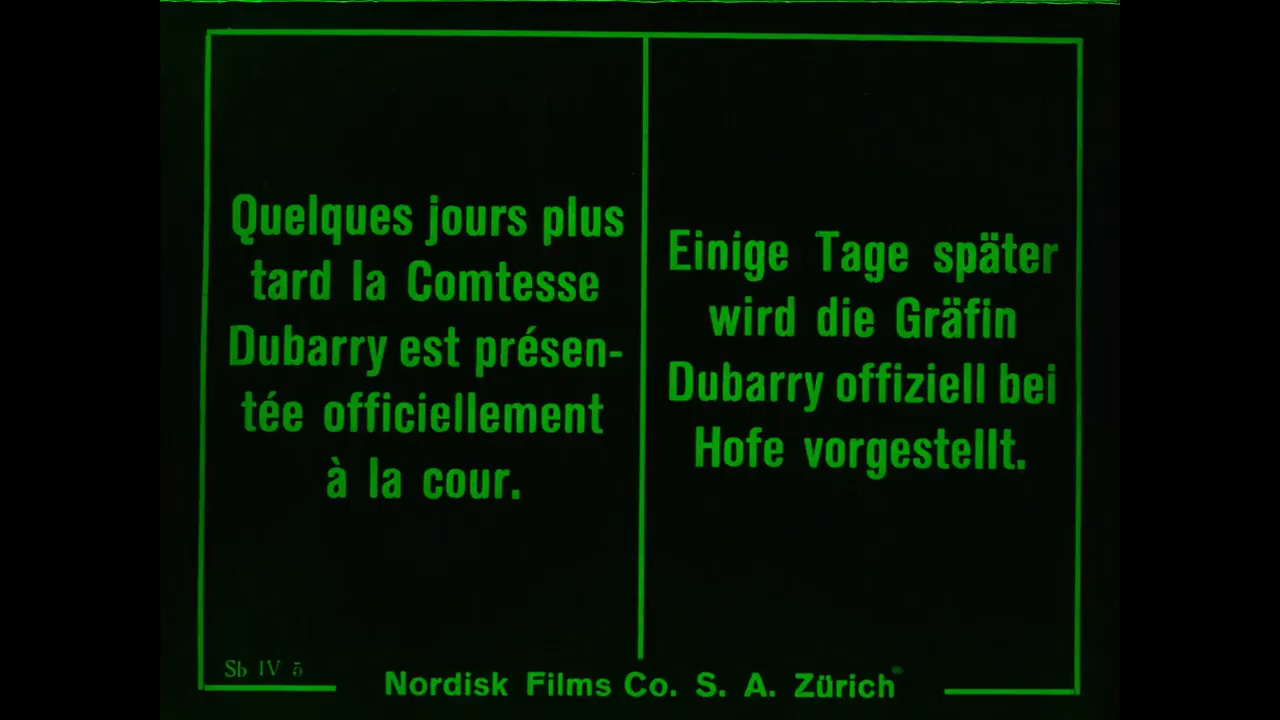 Quelques jours plus
tard la Comtesse
Dubarry est présen-
tée officiellement
à la cour.
Einige Tage später
wird die Gräfin
Dubarry offiziell bei
Hofe vorgestellt.
Sb IV 5
Nordisk Films Co. S. A. Zürich